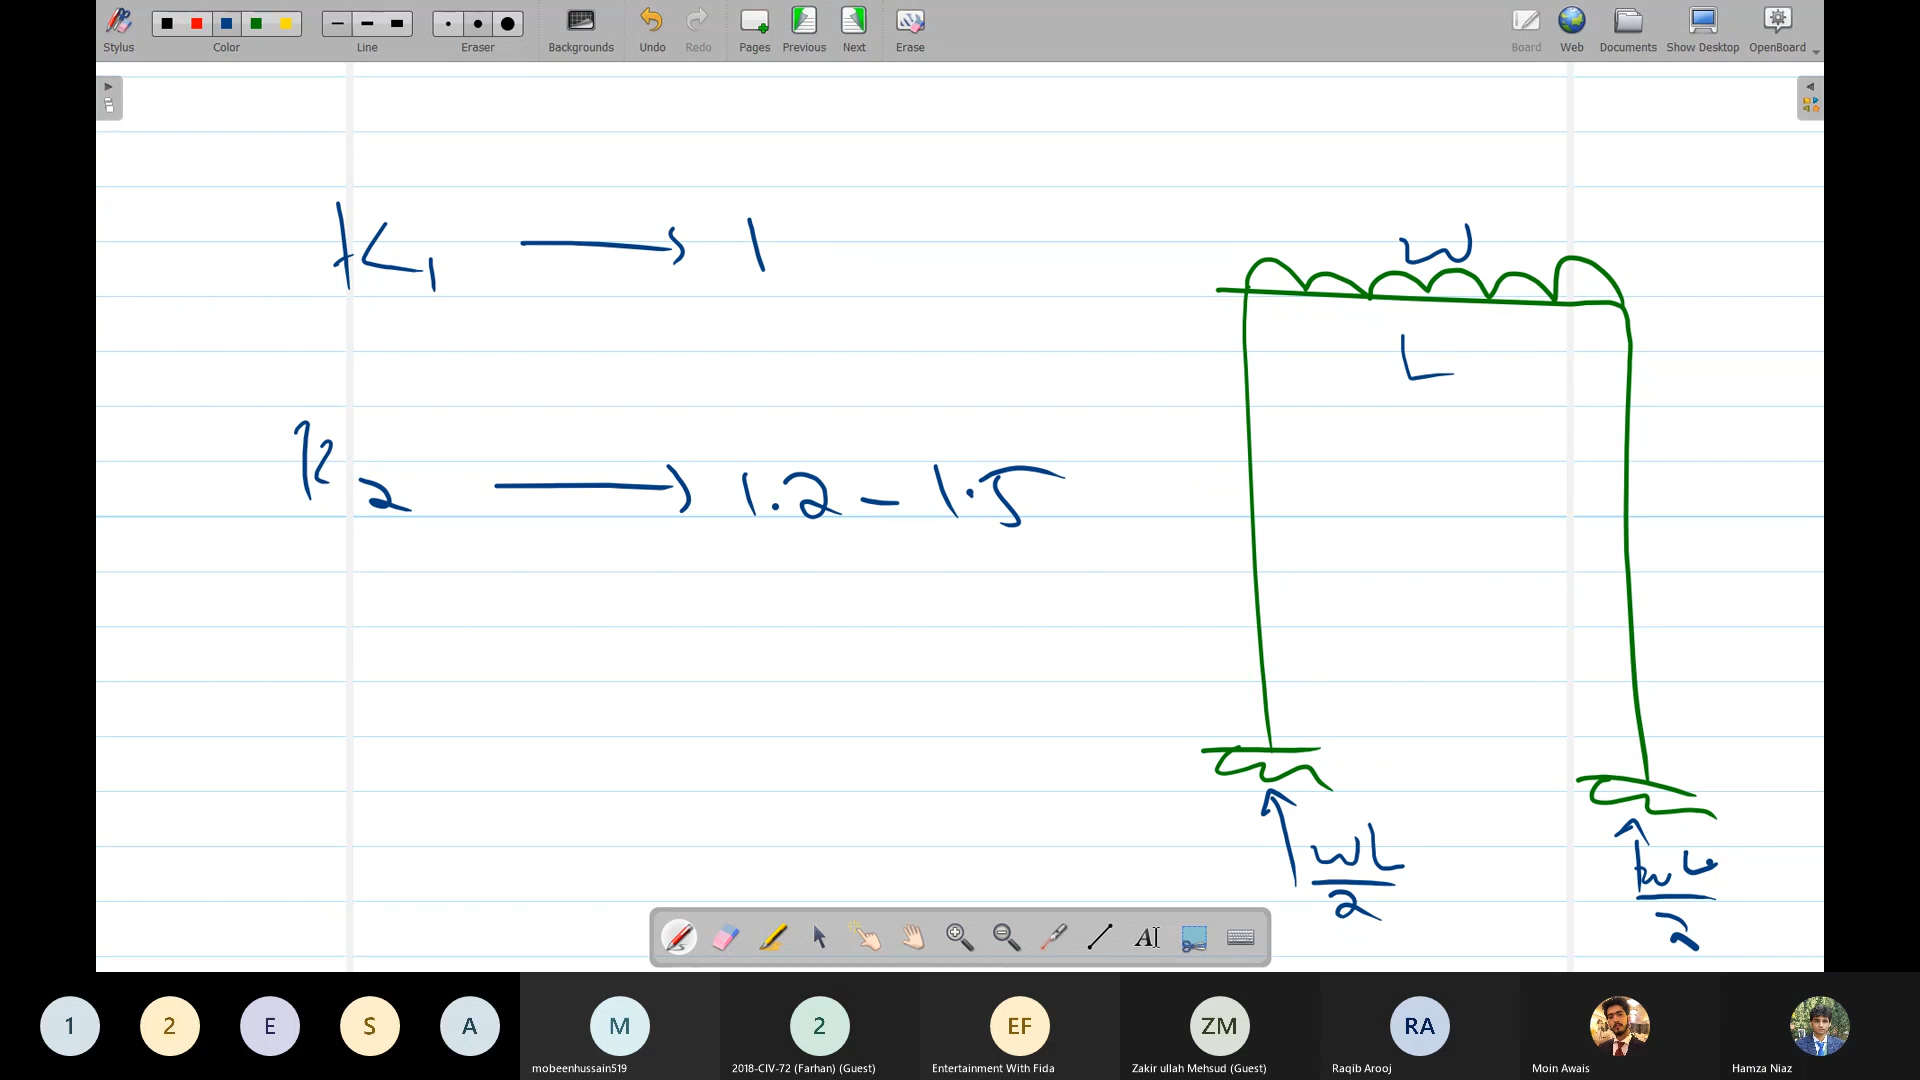 Stylus
Color
Line
Eraser
Backgrounds
Undo
Redo
Pages
Previous
Next
Erase
Board
Web
Documents
Show Desktop
OpenBoard
K₁ → 1
K₂ → 1.2 – 1.5
W
L
WL
2
WL
2
AI
1
2
E
S
A
M
2
EF
ZM
RA
mobeenhussain519
2018-CIV-72 (Farhan) (Guest)
Entertainment With Fida
Zakir ullah Mehsud (Guest)
Raqib Arooj
Moin Awais
Hamza Niaz